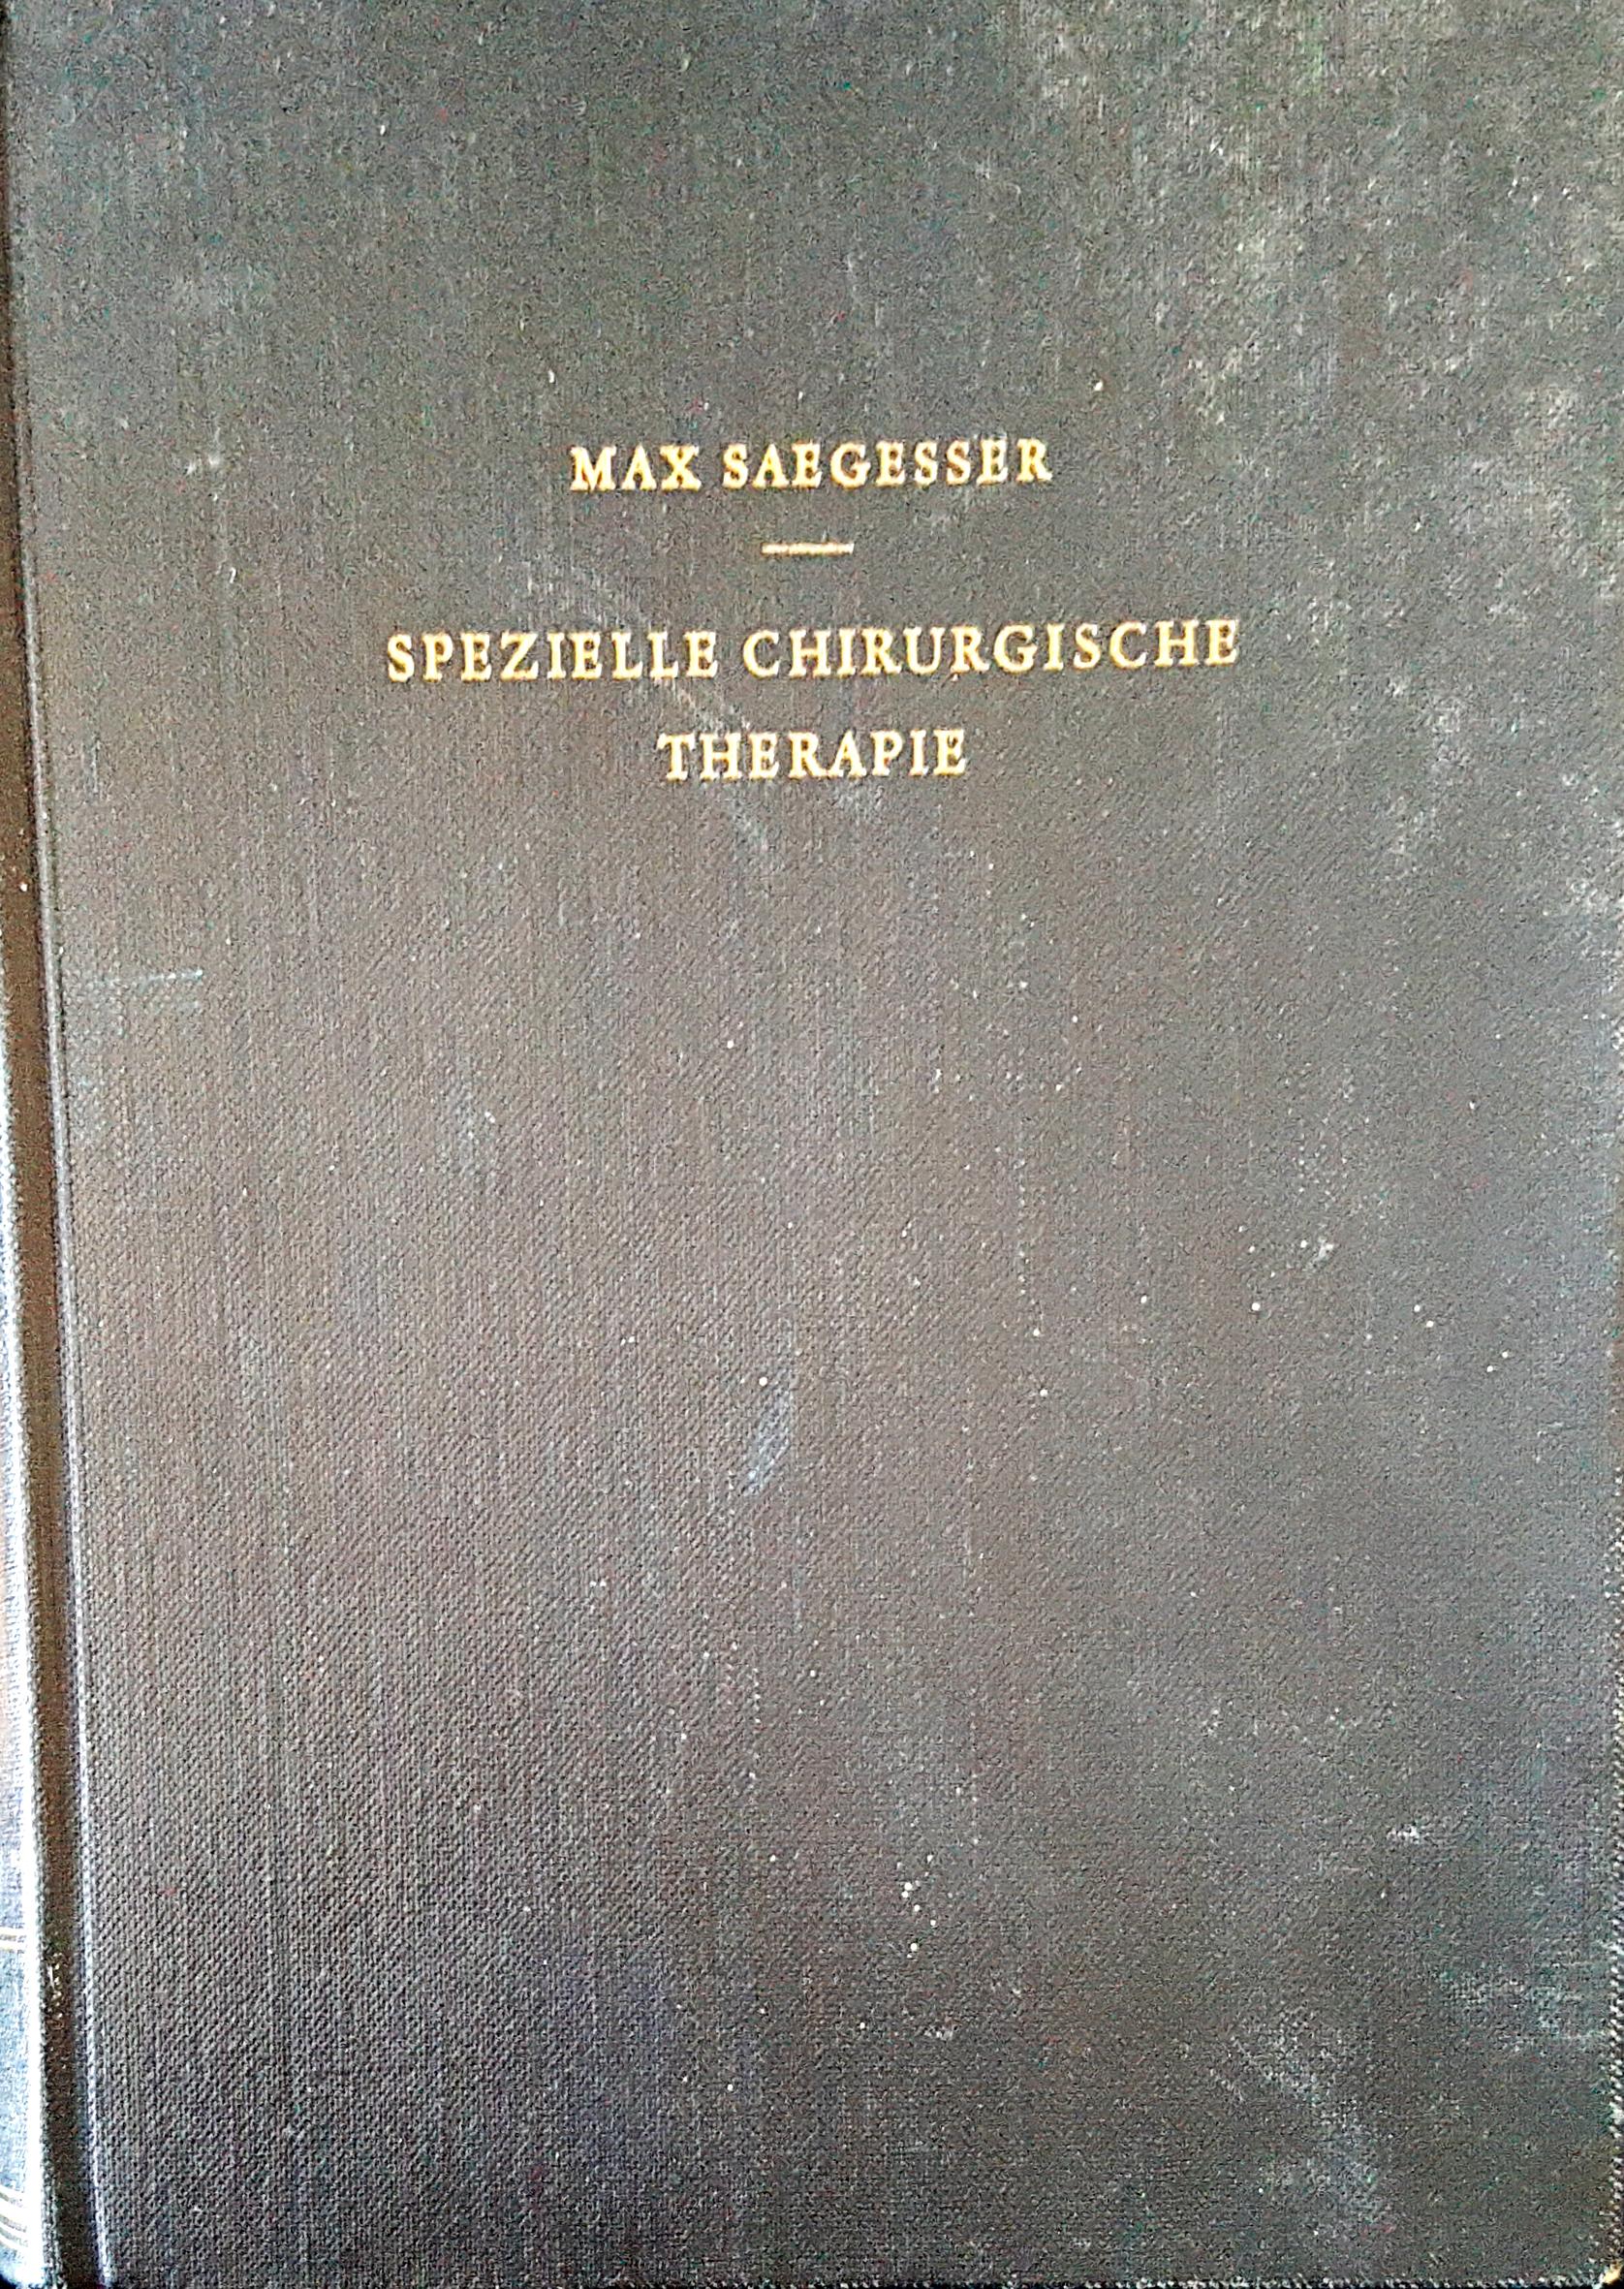 MAX SAEGESSER
SPEZIELLE CHIRURGISCHE
THERAPIE